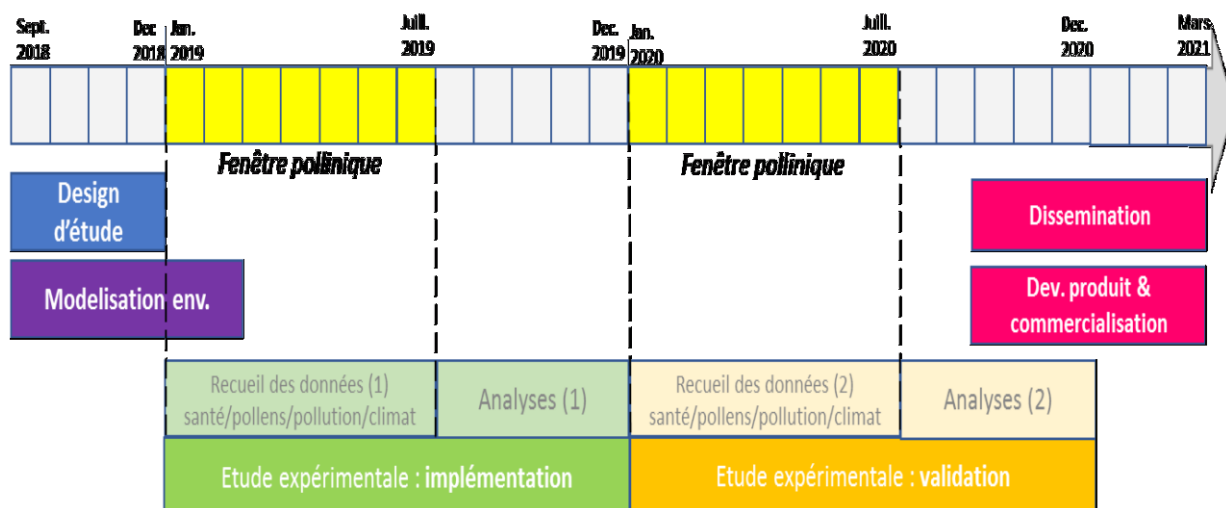 Sept. 2018
Dec 2018
Jan. 2019
Juill. 2019
Dec. 2019
Jan. 2020
Juill. 2020
Dec. 2020
Mars 2021
Fenêtre pollinique
Fenêtre pollinique
Design
d'étude
Dissemination
Modelisation env.
Dev. produit &
commercialisation
Recueil des données (1)
santé/pollens/pollution/climat
Analyses (1)
Recueil des données (2)
santé/pollens/pollution/climat
Analyses (2)
Etude expérimentale : implémentation
Etude expérimentale : validation